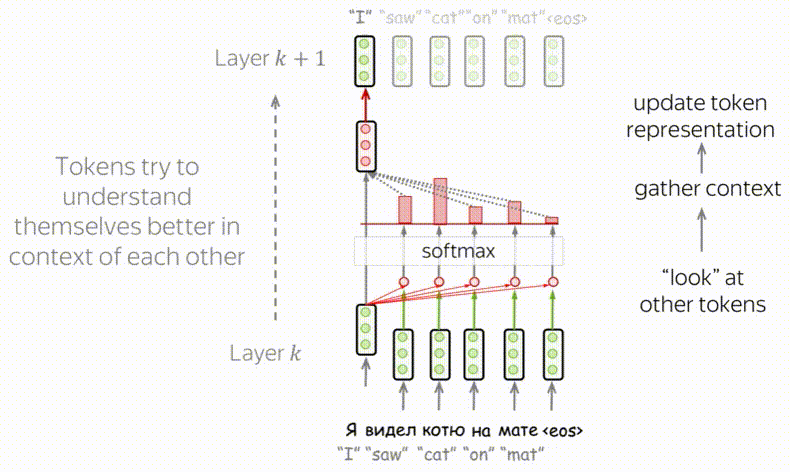 "I" "saw" "cat" "on" "mat" <eos>
Layer k + 1
update token
representation
Tokens try to
understand
themselves better in
context of each other
gather context
softmax
"look" at
other tokens
Layer k
Я видел котю на мате <eos>
"I" "saw" "cat" "on" "mat"